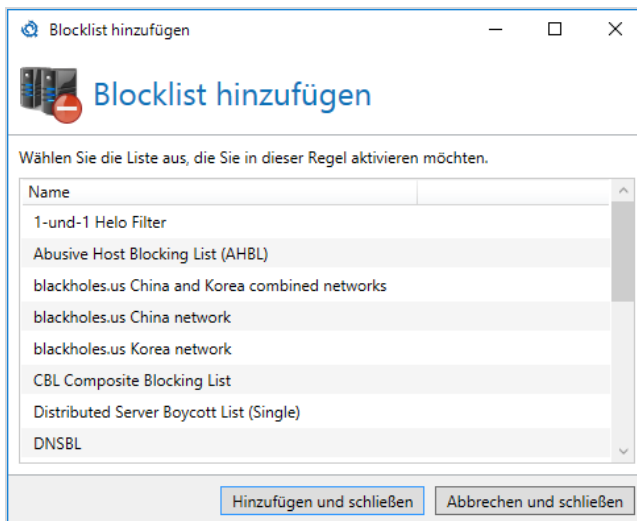 Blocklist hinzufügen
Blocklist hinzufügen
Wählen Sie die Liste aus, die Sie in dieser Regel aktivieren möchten.
Name
1-und-1 Helo Filter
Abusive Host Blocking List (AHBL)
blackholes.us China and Korea combined networks
blackholes.us China network
blackholes.us Korea network
CBL Composite Blocking List
Distributed Server Boycott List (Single)
DNSBL
Hinzufügen und schließen Abbrechen und schließen